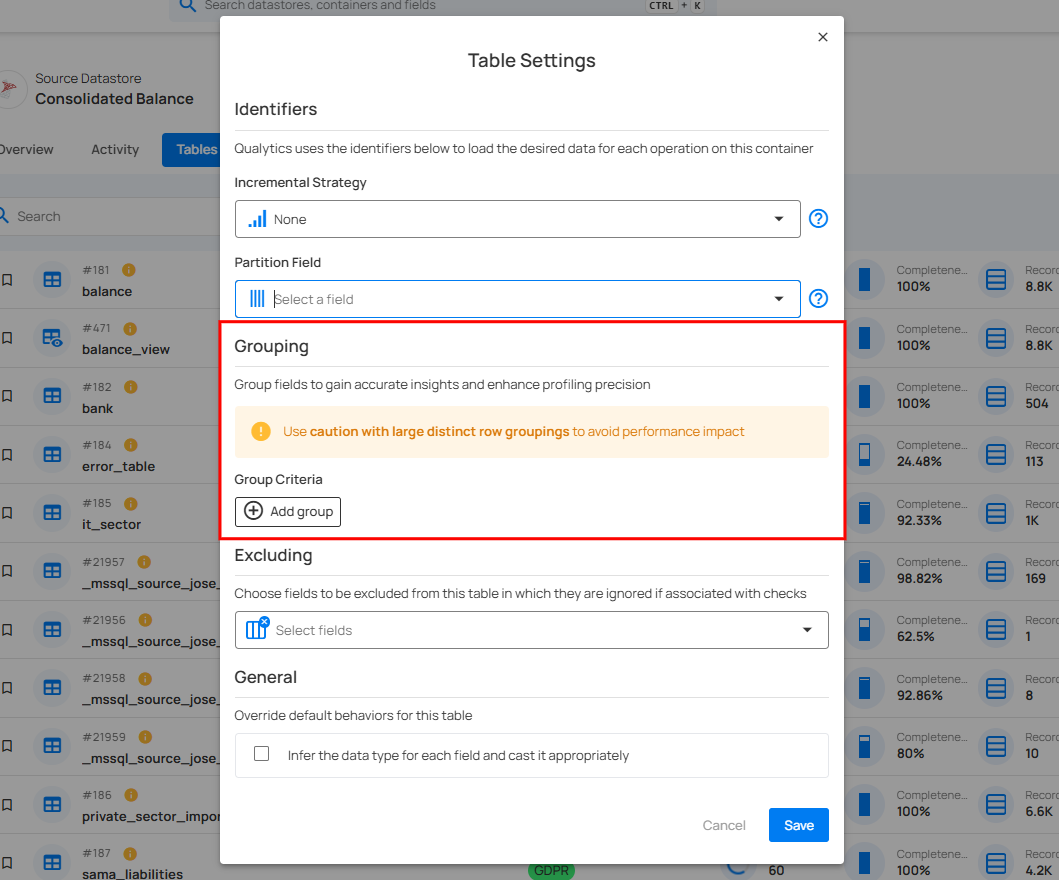 Search datastores, containers and fields CTRL + K
Source Datastore
Consolidated Balance
Overview Activity Tables
Search
#181
balance
Completene... 100%
Record 8.8K
#471
balance_view
Completene... 100%
Record 8.8K
#182
bank
Completene... 100%
Record 504
#184
error_table
Completene... 24.48%
Record 113
#185
it_sector
Completene... 92.33%
Record 1K
#21957
_mssql_source_jose_
Completene... 98.82%
Record 169
#21956
_mssql_source_jose_
Completene... 62.5%
Record 1
#21958
_mssql_source_jose_
Completene... 92.86%
Record 8
#21959
_mssql_source_jose_
Completene... 80%
Record 10
#186
private_sector_impor
Completene... 100%
Record 6.6K
#187
sama_liabilities
GDPR
60
Completene... 100%
Record 4.2K
Table Settings
Identifiers
Qualytics uses the identifiers below to load the desired data for each operation on this container
Incremental Strategy
None
Partition Field
Select a field
Grouping
Group fields to gain accurate insights and enhance profiling precision
Use caution with large distinct row groupings to avoid performance impact
Group Criteria
Add group
Excluding
Choose fields to be excluded from this table in which they are ignored if associated with checks
Select fields
General
Override default behaviors for this table
Infer the data type for each field and cast it appropriately
Cancel Save